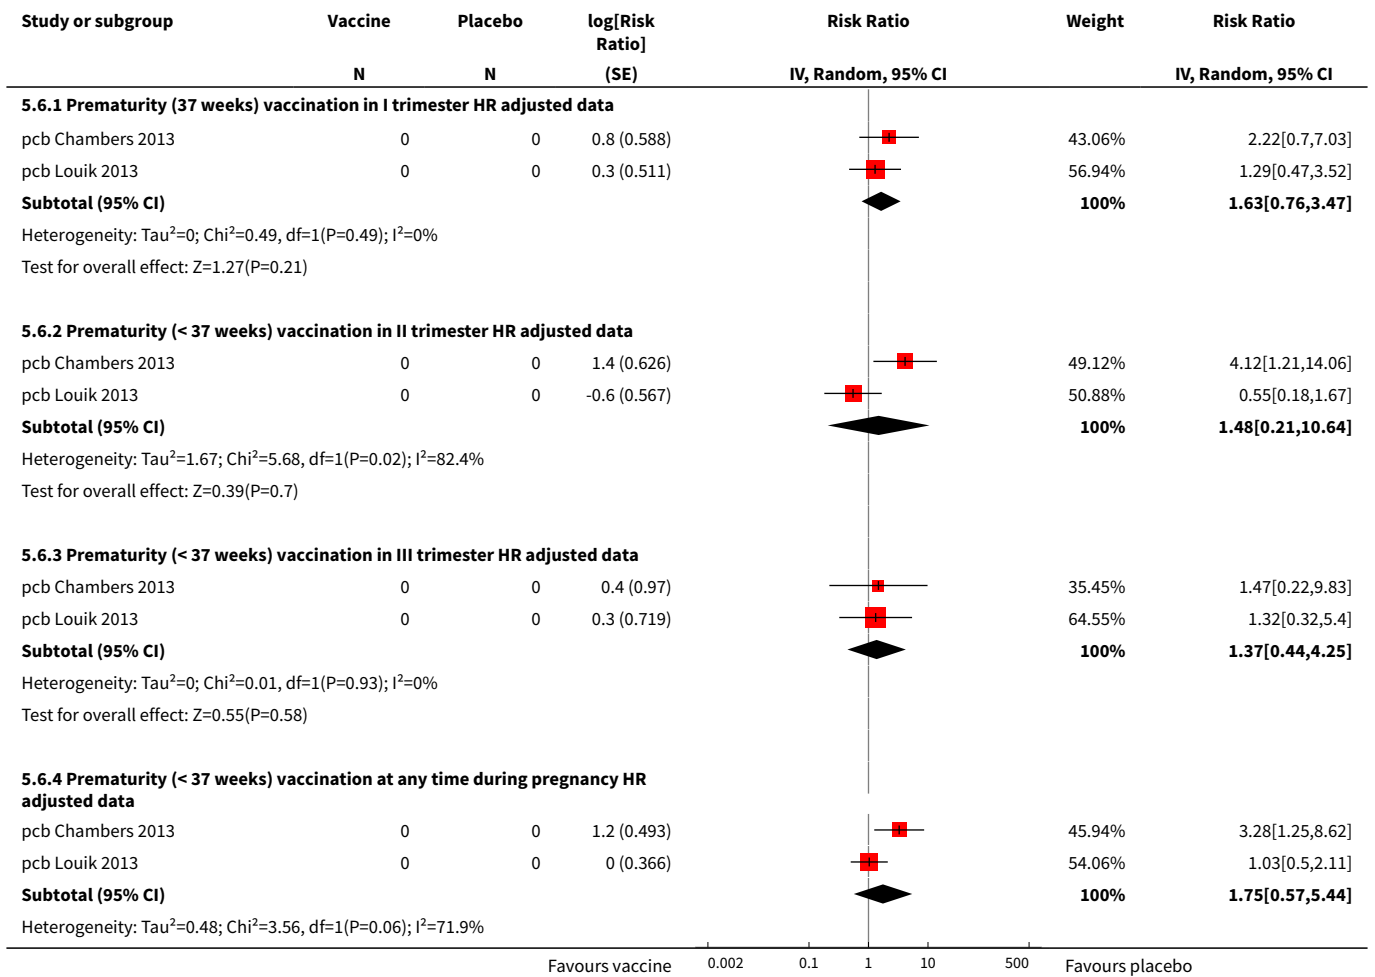 Study or subgroup Vaccine Placebo log[Risk Ratio] Risk Ratio Weight Risk Ratio
N N (SE) IV, Random, 95% CI IV, Random, 95% CI
5.6.1 Prematurity (37 weeks) vaccination in I trimester HR adjusted data
pcb Chambers 2013 0 0 0.8 (0.588) 43.06% 2.22[0.7,7.03]
pcb Louik 2013 0 0 0.3 (0.511) 56.94% 1.29[0.47,3.52]
Subtotal (95% CI) 100% 1.63[0.76,3.47]
Heterogeneity: Tau²=0; Chi²=0.49, df=1(P=0.49); I²=0%
Test for overall effect: Z=1.27(P=0.21)
5.6.2 Prematurity (< 37 weeks) vaccination in II trimester HR adjusted data
pcb Chambers 2013 0 0 1.4 (0.626) 49.12% 4.12[1.21,14.06]
pcb Louik 2013 0 0 -0.6 (0.567) 50.88% 0.55[0.18,1.67]
Subtotal (95% CI) 100% 1.48[0.21,10.64]
Heterogeneity: Tau²=1.67; Chi²=5.68, df=1(P=0.02); I²=82.4%
Test for overall effect: Z=0.39(P=0.7)
5.6.3 Prematurity (< 37 weeks) vaccination in III trimester HR adjusted data
pcb Chambers 2013 0 0 0.4 (0.97) 35.45% 1.47[0.22,9.83]
pcb Louik 2013 0 0 0.3 (0.719) 64.55% 1.32[0.32,5.4]
Subtotal (95% CI) 100% 1.37[0.44,4.25]
Heterogeneity: Tau²=0; Chi²=0.01, df=1(P=0.93); I²=0%
Test for overall effect: Z=0.55(P=0.58)
5.6.4 Prematurity (< 37 weeks) vaccination at any time during pregnancy HR
adjusted data
pcb Chambers 2013 0 0 1.2 (0.493) 45.94% 3.28[1.25,8.62]
pcb Louik 2013 0 0 0 (0.366) 54.06% 1.03[0.5,2.11]
Subtotal (95% CI) 100% 1.75[0.57,5.44]
Heterogeneity: Tau²=0.48; Chi²=3.56, df=1(P=0.06); I²=71.9%
Favours vaccine 0.002 0.1 1 10 500 Favours placebo